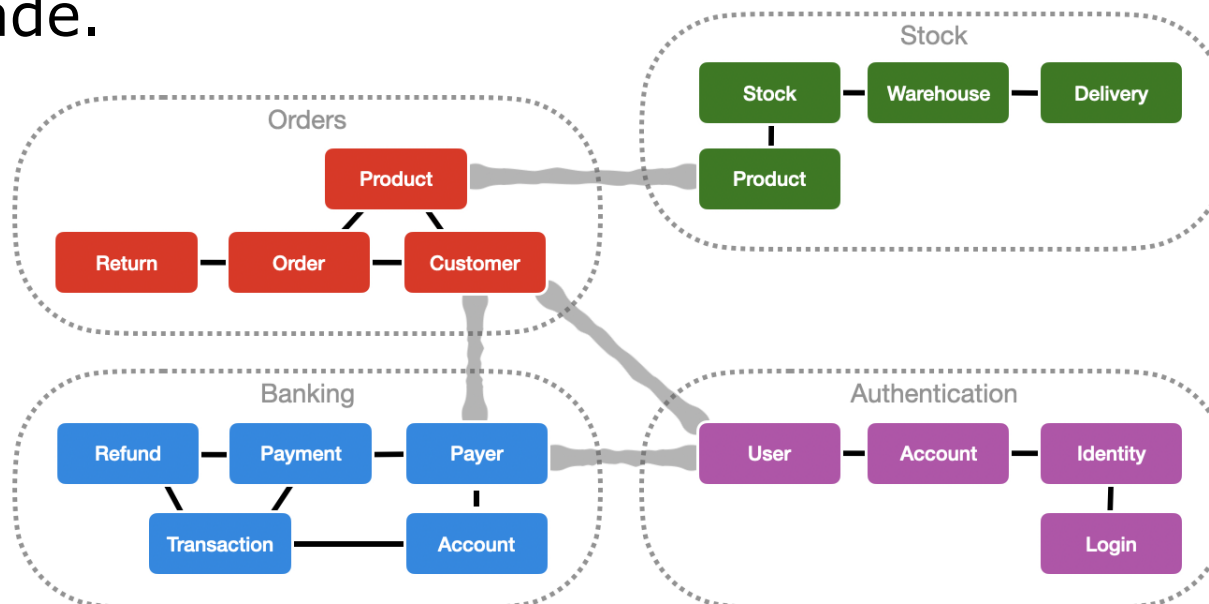 ade.
Stock
Stock Warehouse Delivery
Product
Orders
Product
Return Order Customer
Banking
Refund Payment Payer
Transaction Account
Authentication
User Account Identity
Login